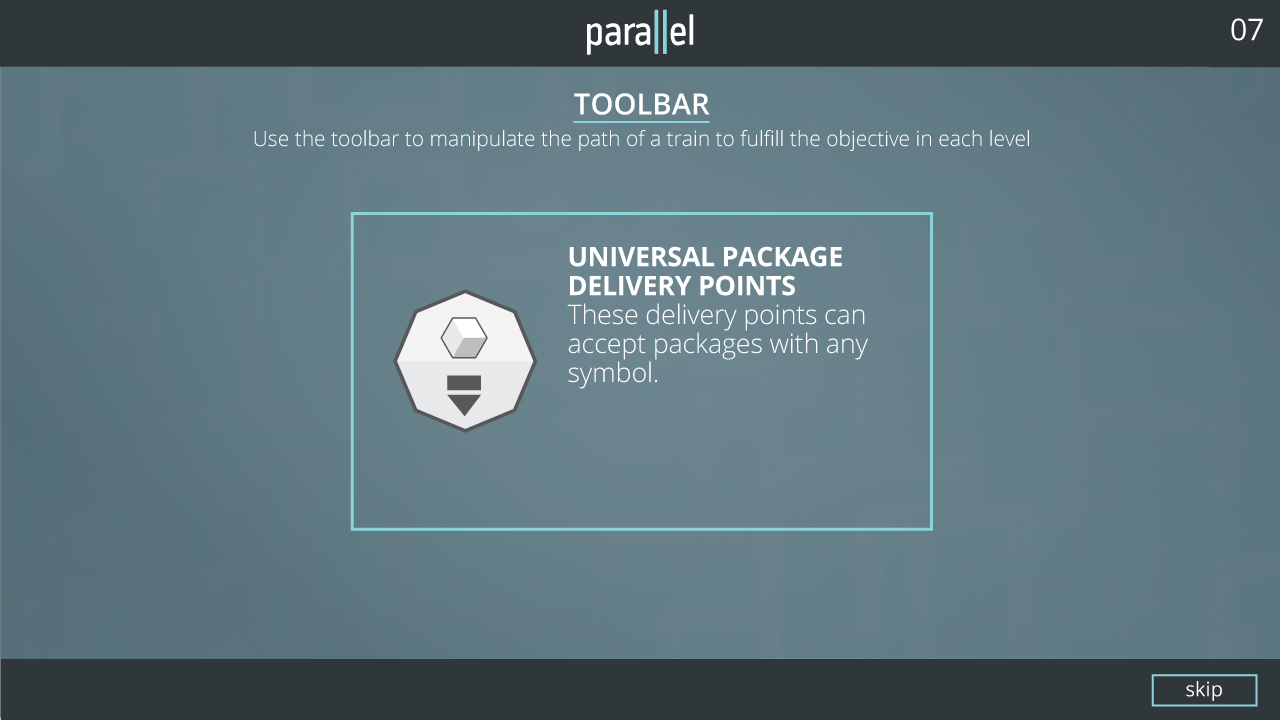 parallel
07
TOOLBAR
Use the toolbar to manipulate the path of a train to fulfill the objective in each level
UNIVERSAL PACKAGE
DELIVERY POINTS
These delivery points can
accept packages with any
symbol.
skip